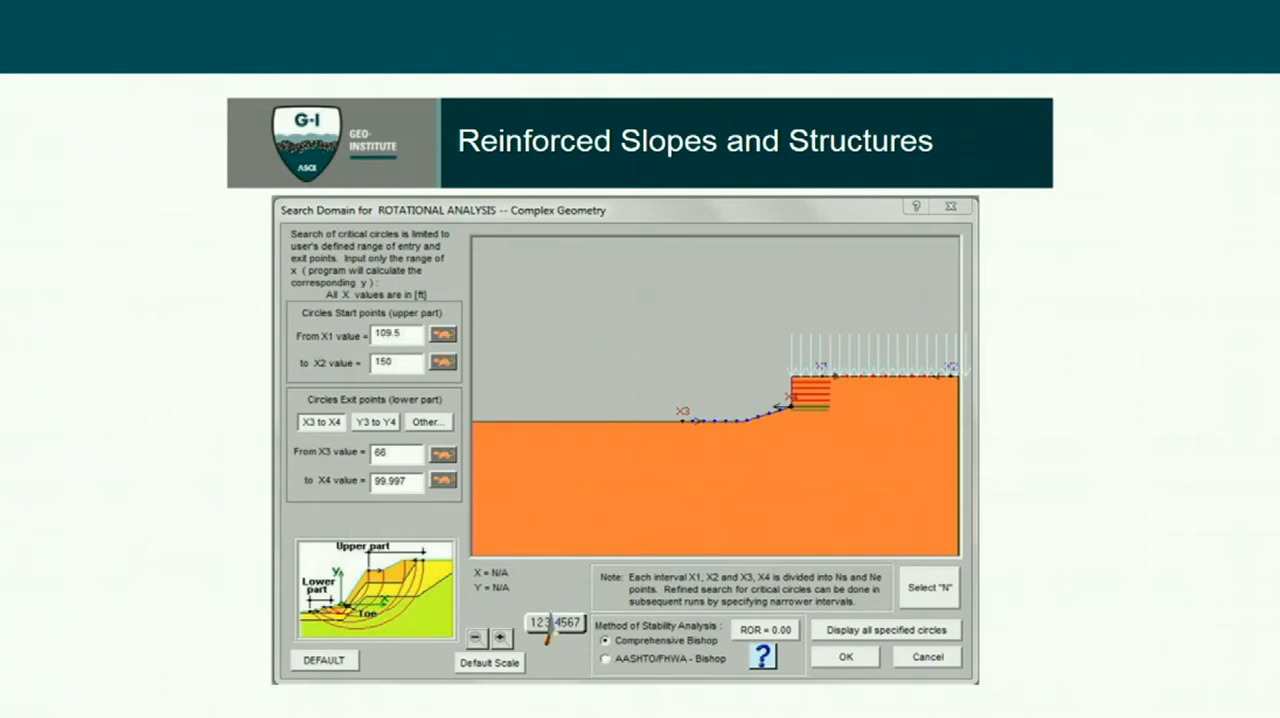 G-I
GEO-
INSTITUTE
ASCE
Reinforced Slopes and Structures
Search Domain for ROTATIONAL ANALYSIS -- Complex Geometry
Search of critical circles is limited to
user's defined range of entry and
exit points. Input only the range of
x ( program will calculate the
corresponding y ) :
All X values are in [ft]
Circles Start points (upper part)
From X1 value = 109.5
to X2 value = 150
Circles Exit points (lower part)
X3 to X4 Y3 to Y4 Other...
From X3 value = 66
to X4 value = 99.997
X1 X2
X3
Upper part
Lower
part
y
x
Toe
DEFAULT
X = N/A
Y = N/A
1234567
Default Scale
Note: Each interval X1, X2 and X3, X4 is divided into Ns and Ne
points. Refined search for critical circles can be done in
subsequent runs by specifying narrower intervals.
Select "N"
Method of Stability Analysis :
Comprehensive Bishop
AASHTO/FHWA - Bishop
ROR = 0.00
?
Display all specified circles
OK Cancel